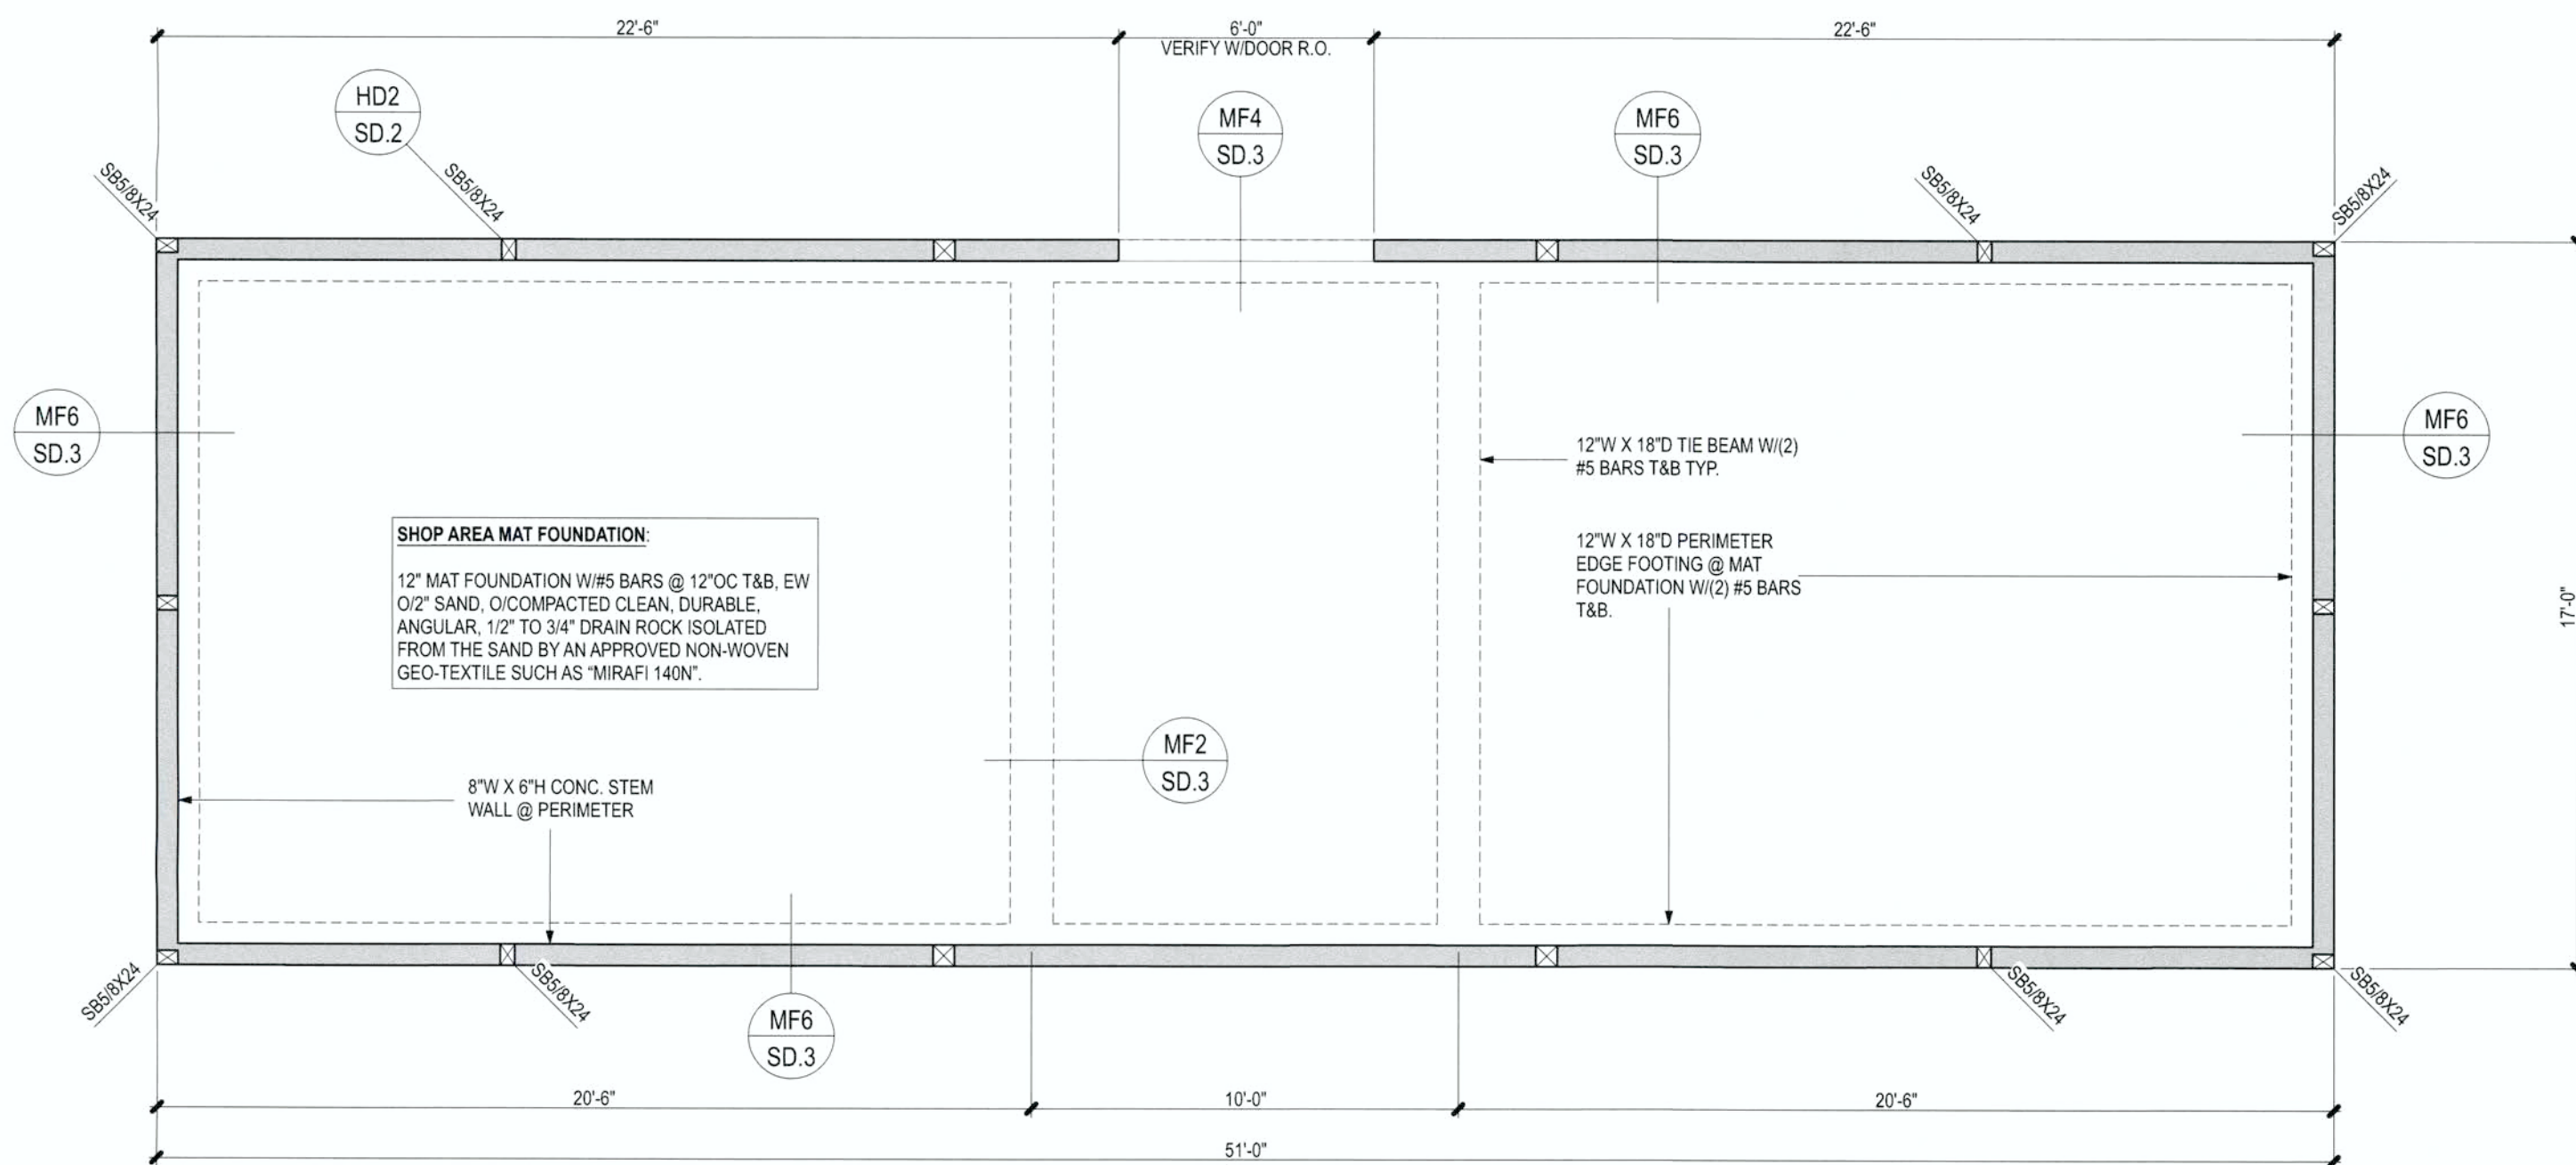 22'-6"
6'-0"
VERIFY W/DOOR R.O.
22'-6"
HD2
SD.2
MF4
SD.3
MF6
SD.3
SB5/8X24
SB5/8X24
SB5/8X24
SB5/8X24
MF6
SD.3
MF6
SD.3
12"W X 18"D TIE BEAM W/(2)
#5 BARS T&B TYP.
SHOP AREA MAT FOUNDATION:
12" MAT FOUNDATION W/#5 BARS @ 12"OC T&B, EW
O/2" SAND, O/COMPACTED CLEAN, DURABLE,
ANGULAR, 1/2" TO 3/4" DRAIN ROCK ISOLATED
FROM THE SAND BY AN APPROVED NON-WOVEN
GEO-TEXTILE SUCH AS "MIRAFI 140N".
12"W X 18"D PERIMETER
EDGE FOOTING @ MAT
FOUNDATION W/(2) #5 BARS
T&B.
17'-0"
MF2
SD.3
8"W X 6"H CONC. STEM
WALL @ PERIMETER
SB5/8X24
SB5/8X24
SB5/8X24
SB5/8X24
MF6
SD.3
20'-6"
10'-0"
20'-6"
51'-0"